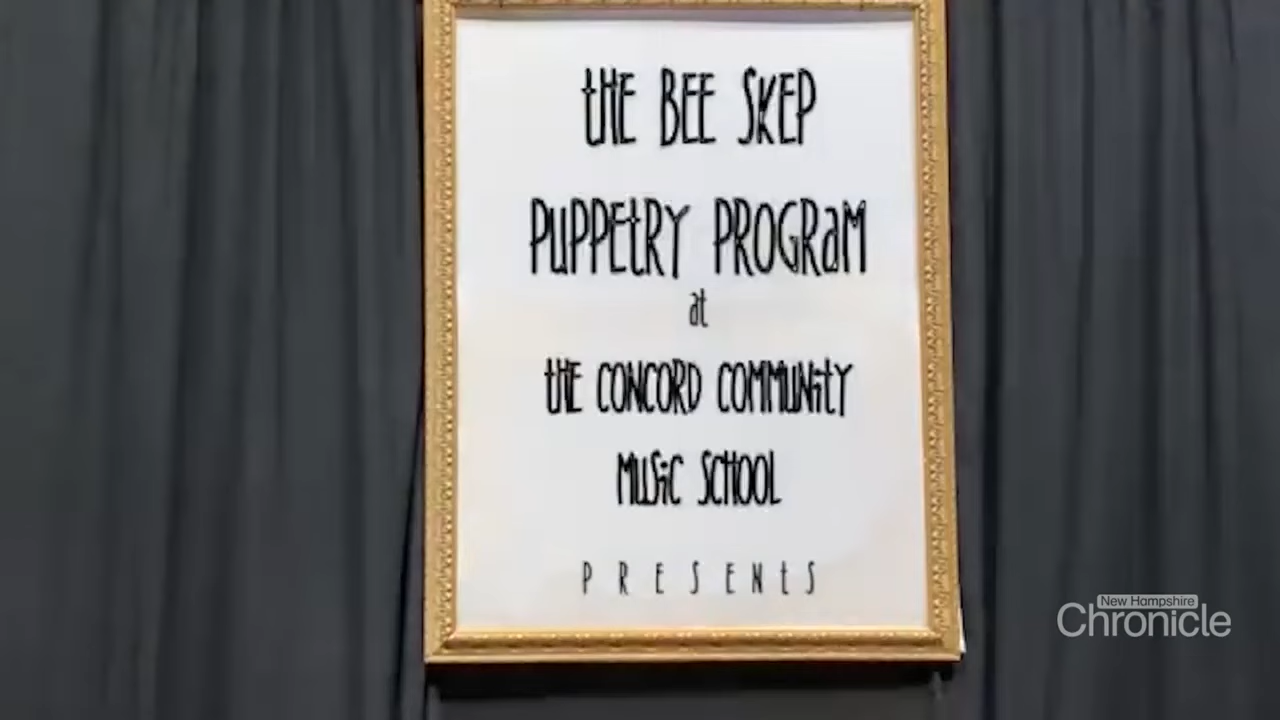 tHE BEE SKEP
PuPPEtRY PROGRaM
at
tHE CONCORD COMMUNitY
MUSiC SCHOOL
PRESENtS
New Hampshire
Chronicle